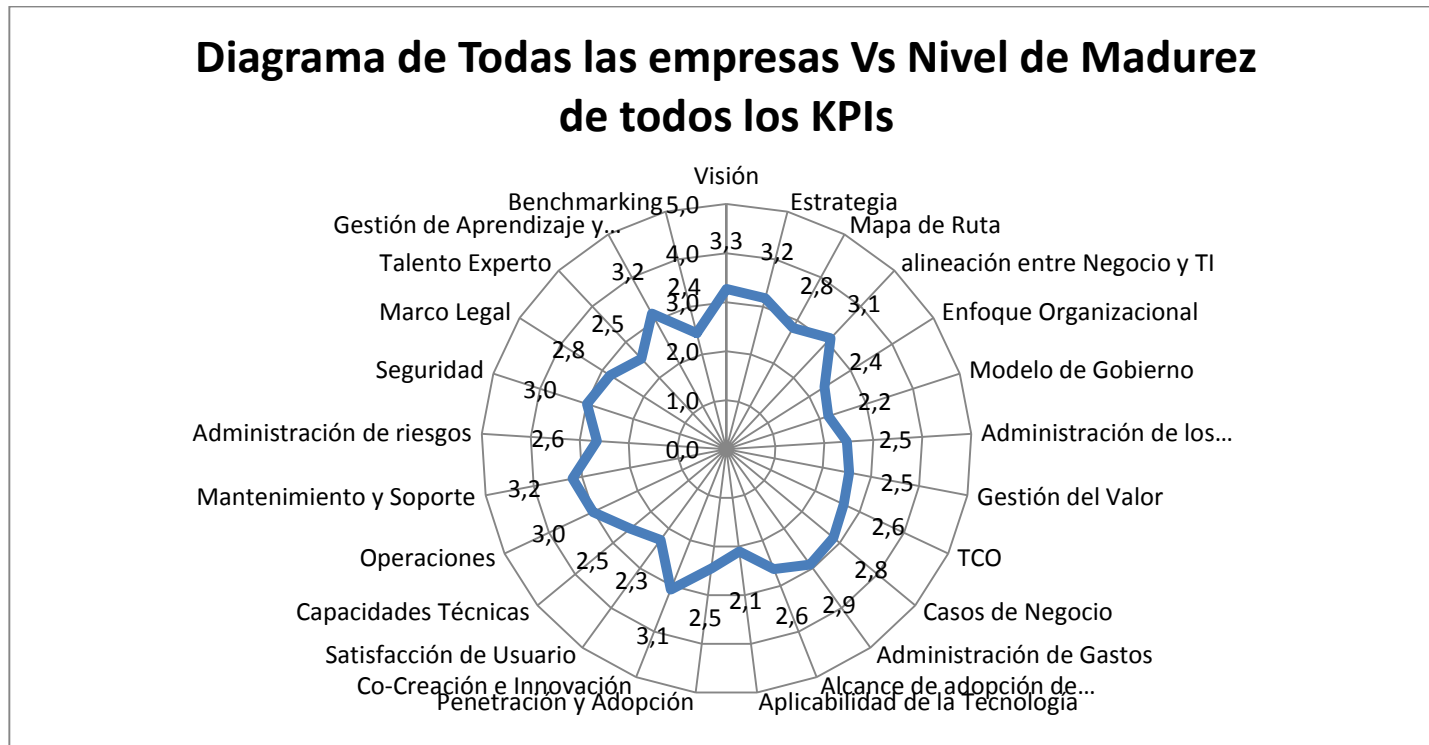 Diagrama de Todas las empresas Vs Nivel de Madurez
de todos los KPIs
Visión
Benchmarking
5,0
Estrategia
Gestión de Aprendizaje y...
Mapa de Ruta
Talento Experto
3,2
4,0
3,3
3,2
alineación entre Negocio y TI
2,4
2,8
Marco Legal
2,5
3,0
3,1
Enfoque Organizacional
2,8
2,0
2,4
Seguridad
Modelo de Gobierno
3,0
1,0
2,2
Administración de riesgos
2,6
0,0
2,5
Administración de los...
Mantenimiento y Soporte
3,2
2,5
Gestión del Valor
Operaciones
3,0
2,6
TCO
2,5
2,8
Capacidades Técnicas
2,3
2,9
Casos de Negocio
3,1
2,5
2,1
2,6
Satisfacción de Usuario
Administración de Gastos
Co-Creación e Innovación
Alcance de adopción de...
Penetración y Adopción
Aplicabilidad de la Tecnología